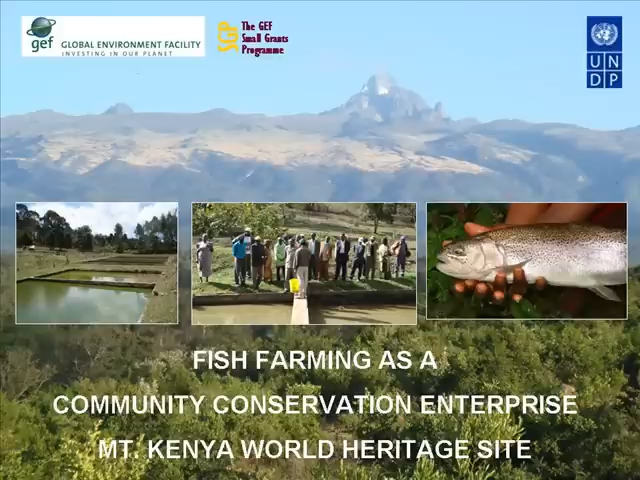 gef
GLOBAL ENVIRONMENT FACILITY
INVESTING IN OUR PLANET
SGP
The GEF
Small Grants
Programme
U N
D P
FISH FARMING AS A
COMMUNITY CONSERVATION ENTERPRISE
MT. KENYA WORLD HERITAGE SITE